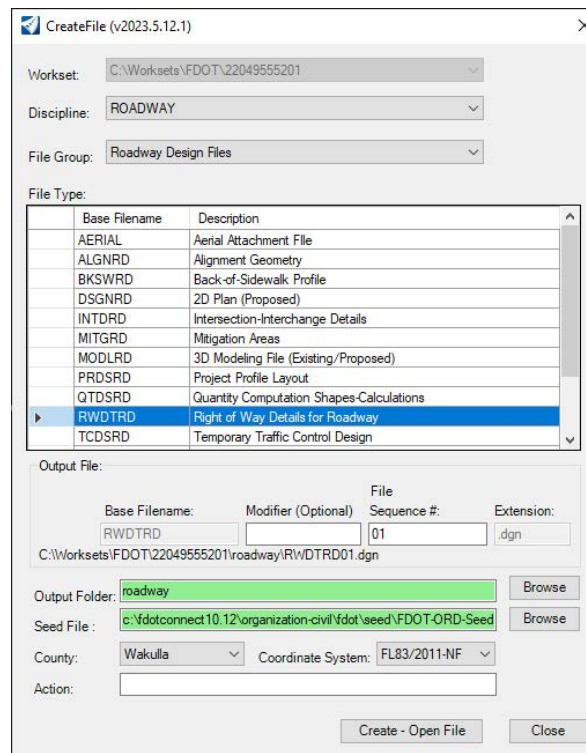 CreateFile (v2023.5.12.1)
Workset: C:\Worksets\FDOT\22049555201
Discipline: ROADWAY
File Group: Roadway Design Files
File Type:
Base Filename Description
AERIAL Aerial Attachment FIle
ALGNRD Alignment Geometry
BKSWRD Back-of-Sidewalk Profile
DSGNRD 2D Plan (Proposed)
INTDRD Intersection-Interchange Details
MITGRD Mitigation Areas
MODLRD 3D Modeling File (Existing/Proposed)
PRDSRD Project Profile Layout
QTDSRD Quantity Computation Shapes-Calculations
RWDTRD Right of Way Details for Roadway
TCDSRD Temporary Traffic Control Design
Output File:
File
Base Filename: Modifier (Optional) Sequence #: Extension:
RWDTRD 01 .dgn
C:\Worksets\FDOT\22049555201\roadway\RWDTRD01.dgn
Output Folder: roadway Browse
Seed File : c:\fdotconnect10.12\organization-civil\fdot\seed\FDOT-ORD-Seed Browse
County: Wakulla Coordinate System: FL83/2011-NF
Action:
Create - Open File Close